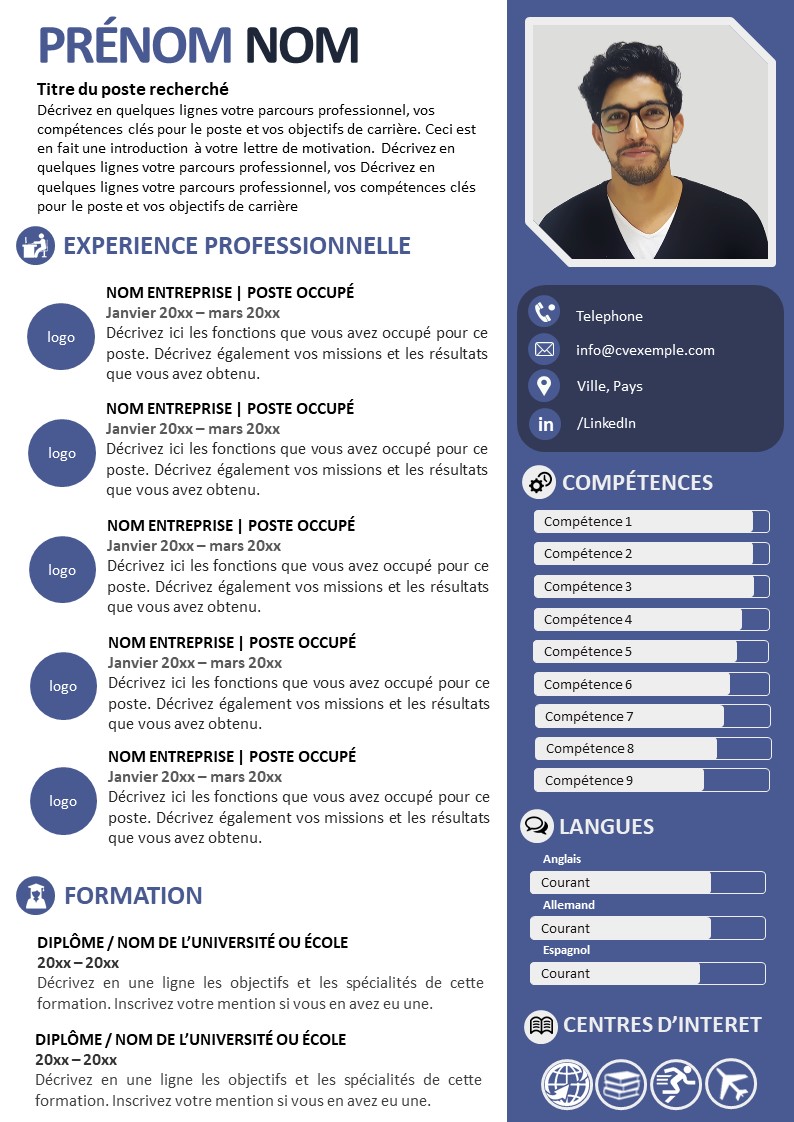 PRÉNOM NOM
Titre du poste recherché
Décrivez en quelques lignes votre parcours professionnel, vos
compétences clés pour le poste et vos objectifs de carrière. Ceci est
en fait une introduction à votre lettre de motivation. Décrivez en
quelques lignes votre parcours professionnel, vos Décrivez en
quelques lignes votre parcours professionnel, vos compétences clés
pour le poste et vos objectifs de carrière
EXPERIENCE PROFESSIONNELLE
logo
NOM ENTREPRISE | POSTE OCCUPÉ
Janvier 20xx – mars 20xx
Décrivez ici les fonctions que vous avez occupé pour ce
poste. Décrivez également vos missions et les résultats
que vous avez obtenu.
logo
NOM ENTREPRISE | POSTE OCCUPÉ
Janvier 20xx – mars 20xx
Décrivez ici les fonctions que vous avez occupé pour ce
poste. Décrivez également vos missions et les résultats
que vous avez obtenu.
logo
NOM ENTREPRISE | POSTE OCCUPÉ
Janvier 20xx – mars 20xx
Décrivez ici les fonctions que vous avez occupé pour ce
poste. Décrivez également vos missions et les résultats
que vous avez obtenu.
logo
NOM ENTREPRISE | POSTE OCCUPÉ
Janvier 20xx – mars 20xx
Décrivez ici les fonctions que vous avez occupé pour ce
poste. Décrivez également vos missions et les résultats
que vous avez obtenu.
logo
NOM ENTREPRISE | POSTE OCCUPÉ
Janvier 20xx – mars 20xx
Décrivez ici les fonctions que vous avez occupé pour ce
poste. Décrivez également vos missions et les résultats
que vous avez obtenu.
FORMATION
DIPLÔME / NOM DE L’UNIVERSITÉ OU ÉCOLE
20xx – 20xx
Décrivez en une ligne les objectifs et les spécialités de cette
formation. Inscrivez votre mention si vous en avez eu une.
DIPLÔME / NOM DE L’UNIVERSITÉ OU ÉCOLE
20xx – 20xx
Décrivez en une ligne les objectifs et les spécialités de cette
formation. Inscrivez votre mention si vous en avez eu une.
Telephone
info@cvexemple.com
Ville, Pays
in /LinkedIn
COMPÉTENCES
Compétence 1
Compétence 2
Compétence 3
Compétence 4
Compétence 5
Compétence 6
Compétence 7
Compétence 8
Compétence 9
LANGUES
Anglais
Courant
Allemand
Courant
Espagnol
Courant
CENTRES D’INTERET